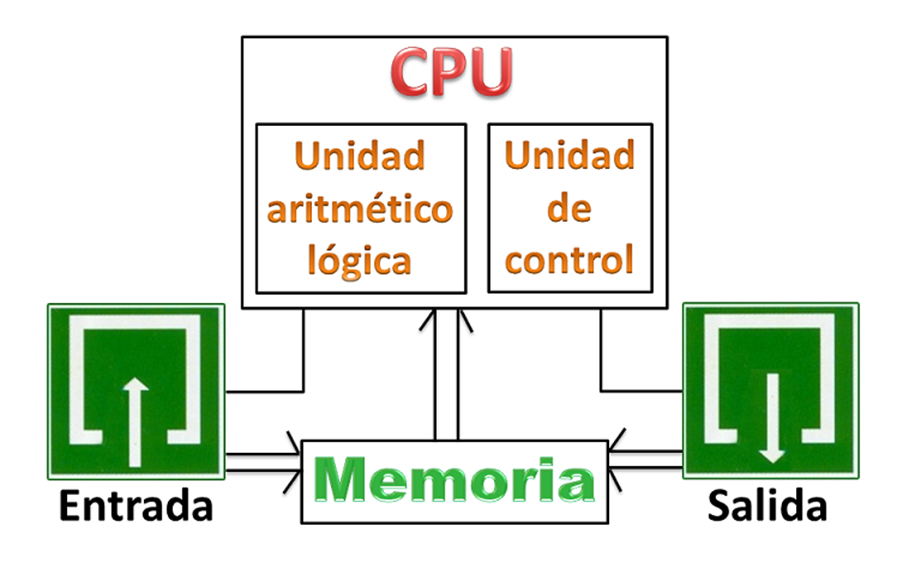 CPU
Unidad
aritmético
lógica
Unidad
de
control
Entrada
Memoria
Salida